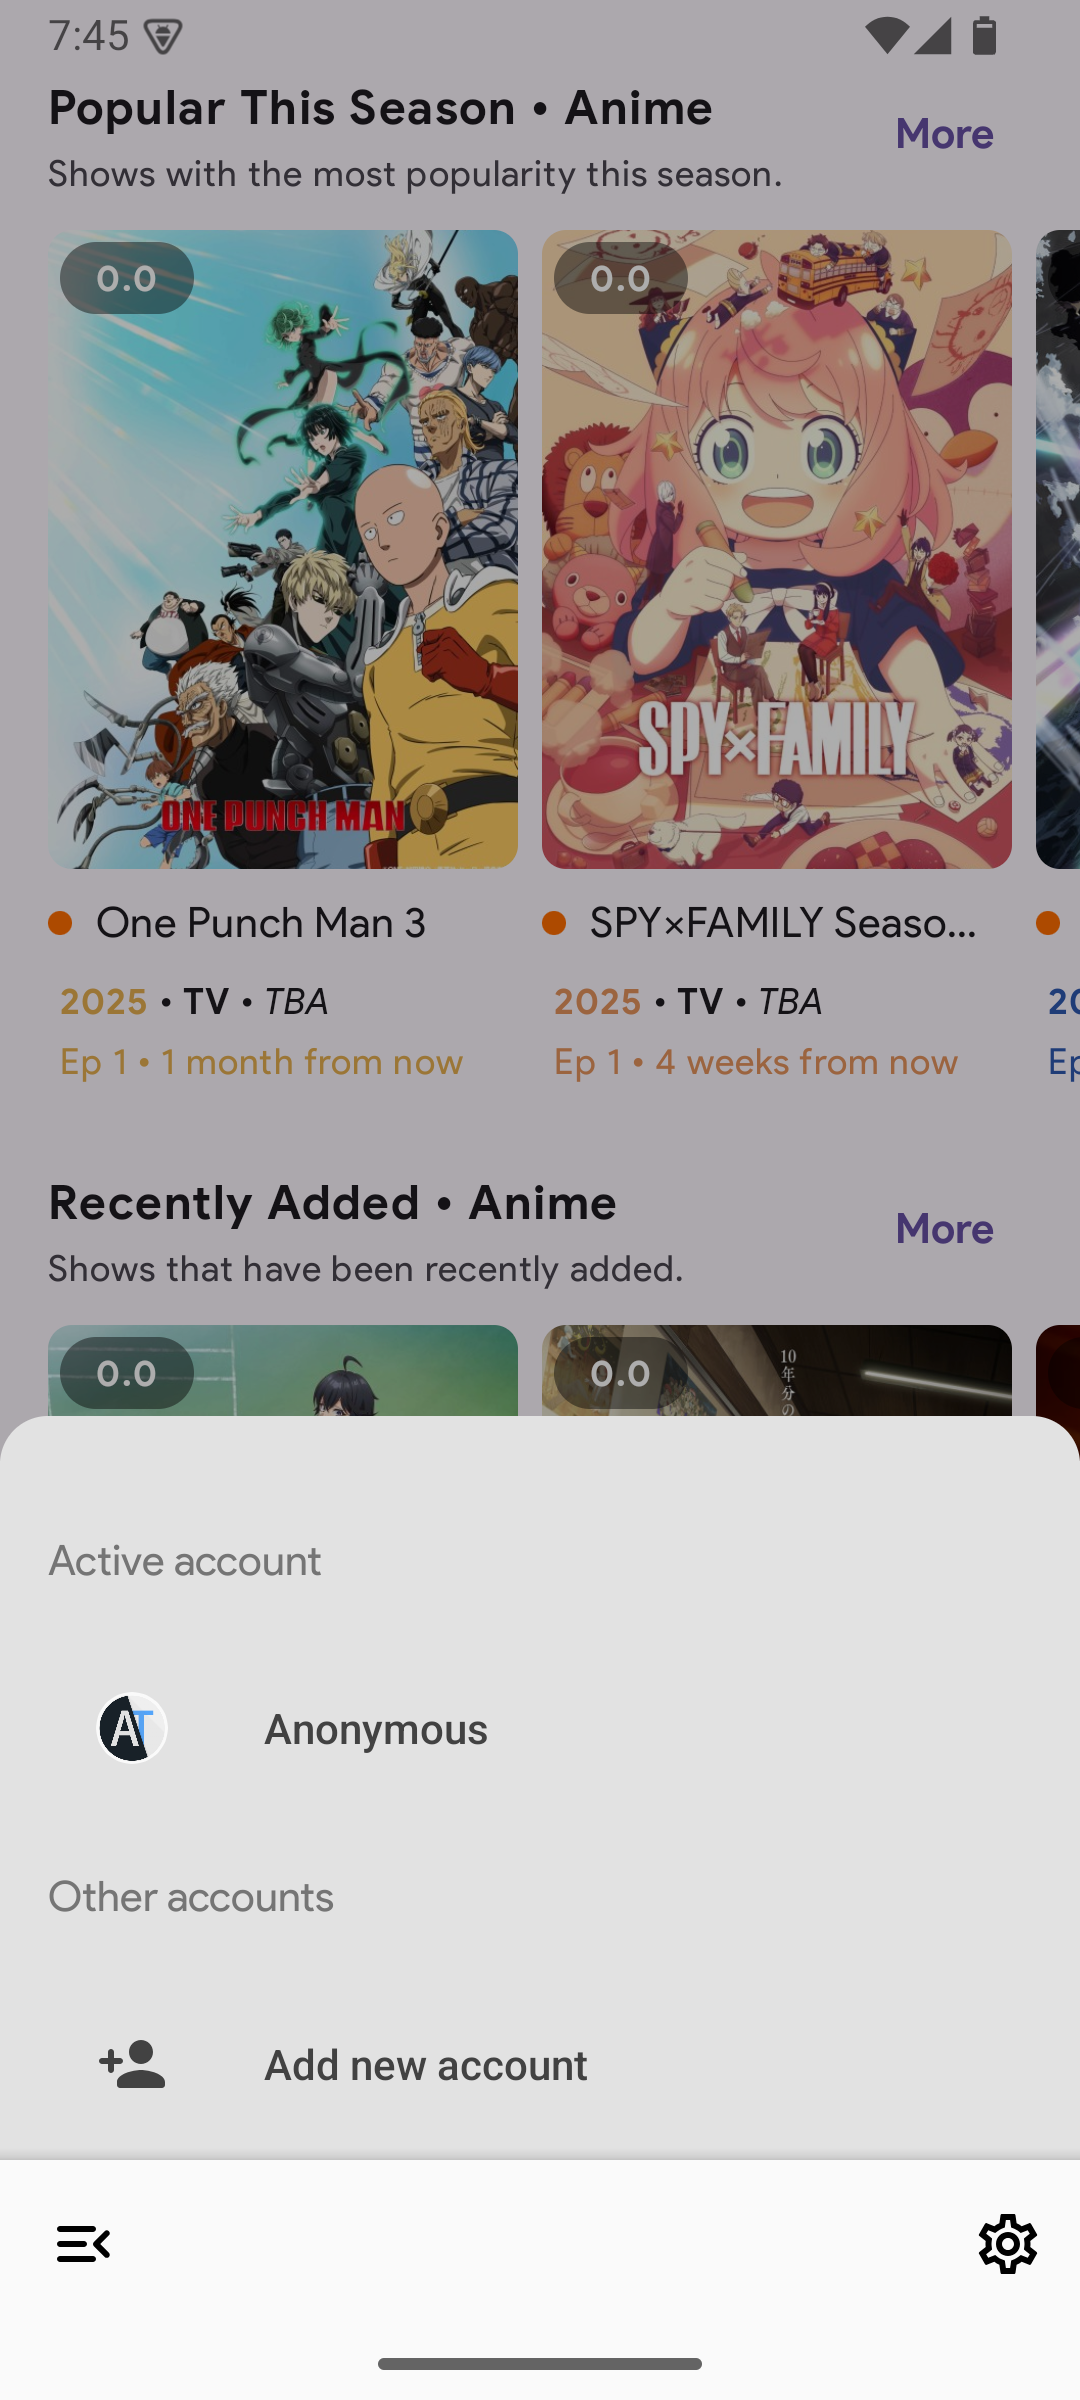 7:45
Popular This Season • Anime
More
Shows with the most popularity this season.
0.0
0.0
ONE PUNCH MAN
SPY×FAMILY
One Punch Man 3
SPY×FAMILY Seaso...
2025 • TV • TBA
2025 • TV • TBA
20
Ep 1 • 1 month from now
Ep 1 • 4 weeks from now
Ep
Recently Added • Anime
More
Shows that have been recently added.
0.0
0.0
10年分の
Active account
AT
Anonymous
Other accounts
Add new account